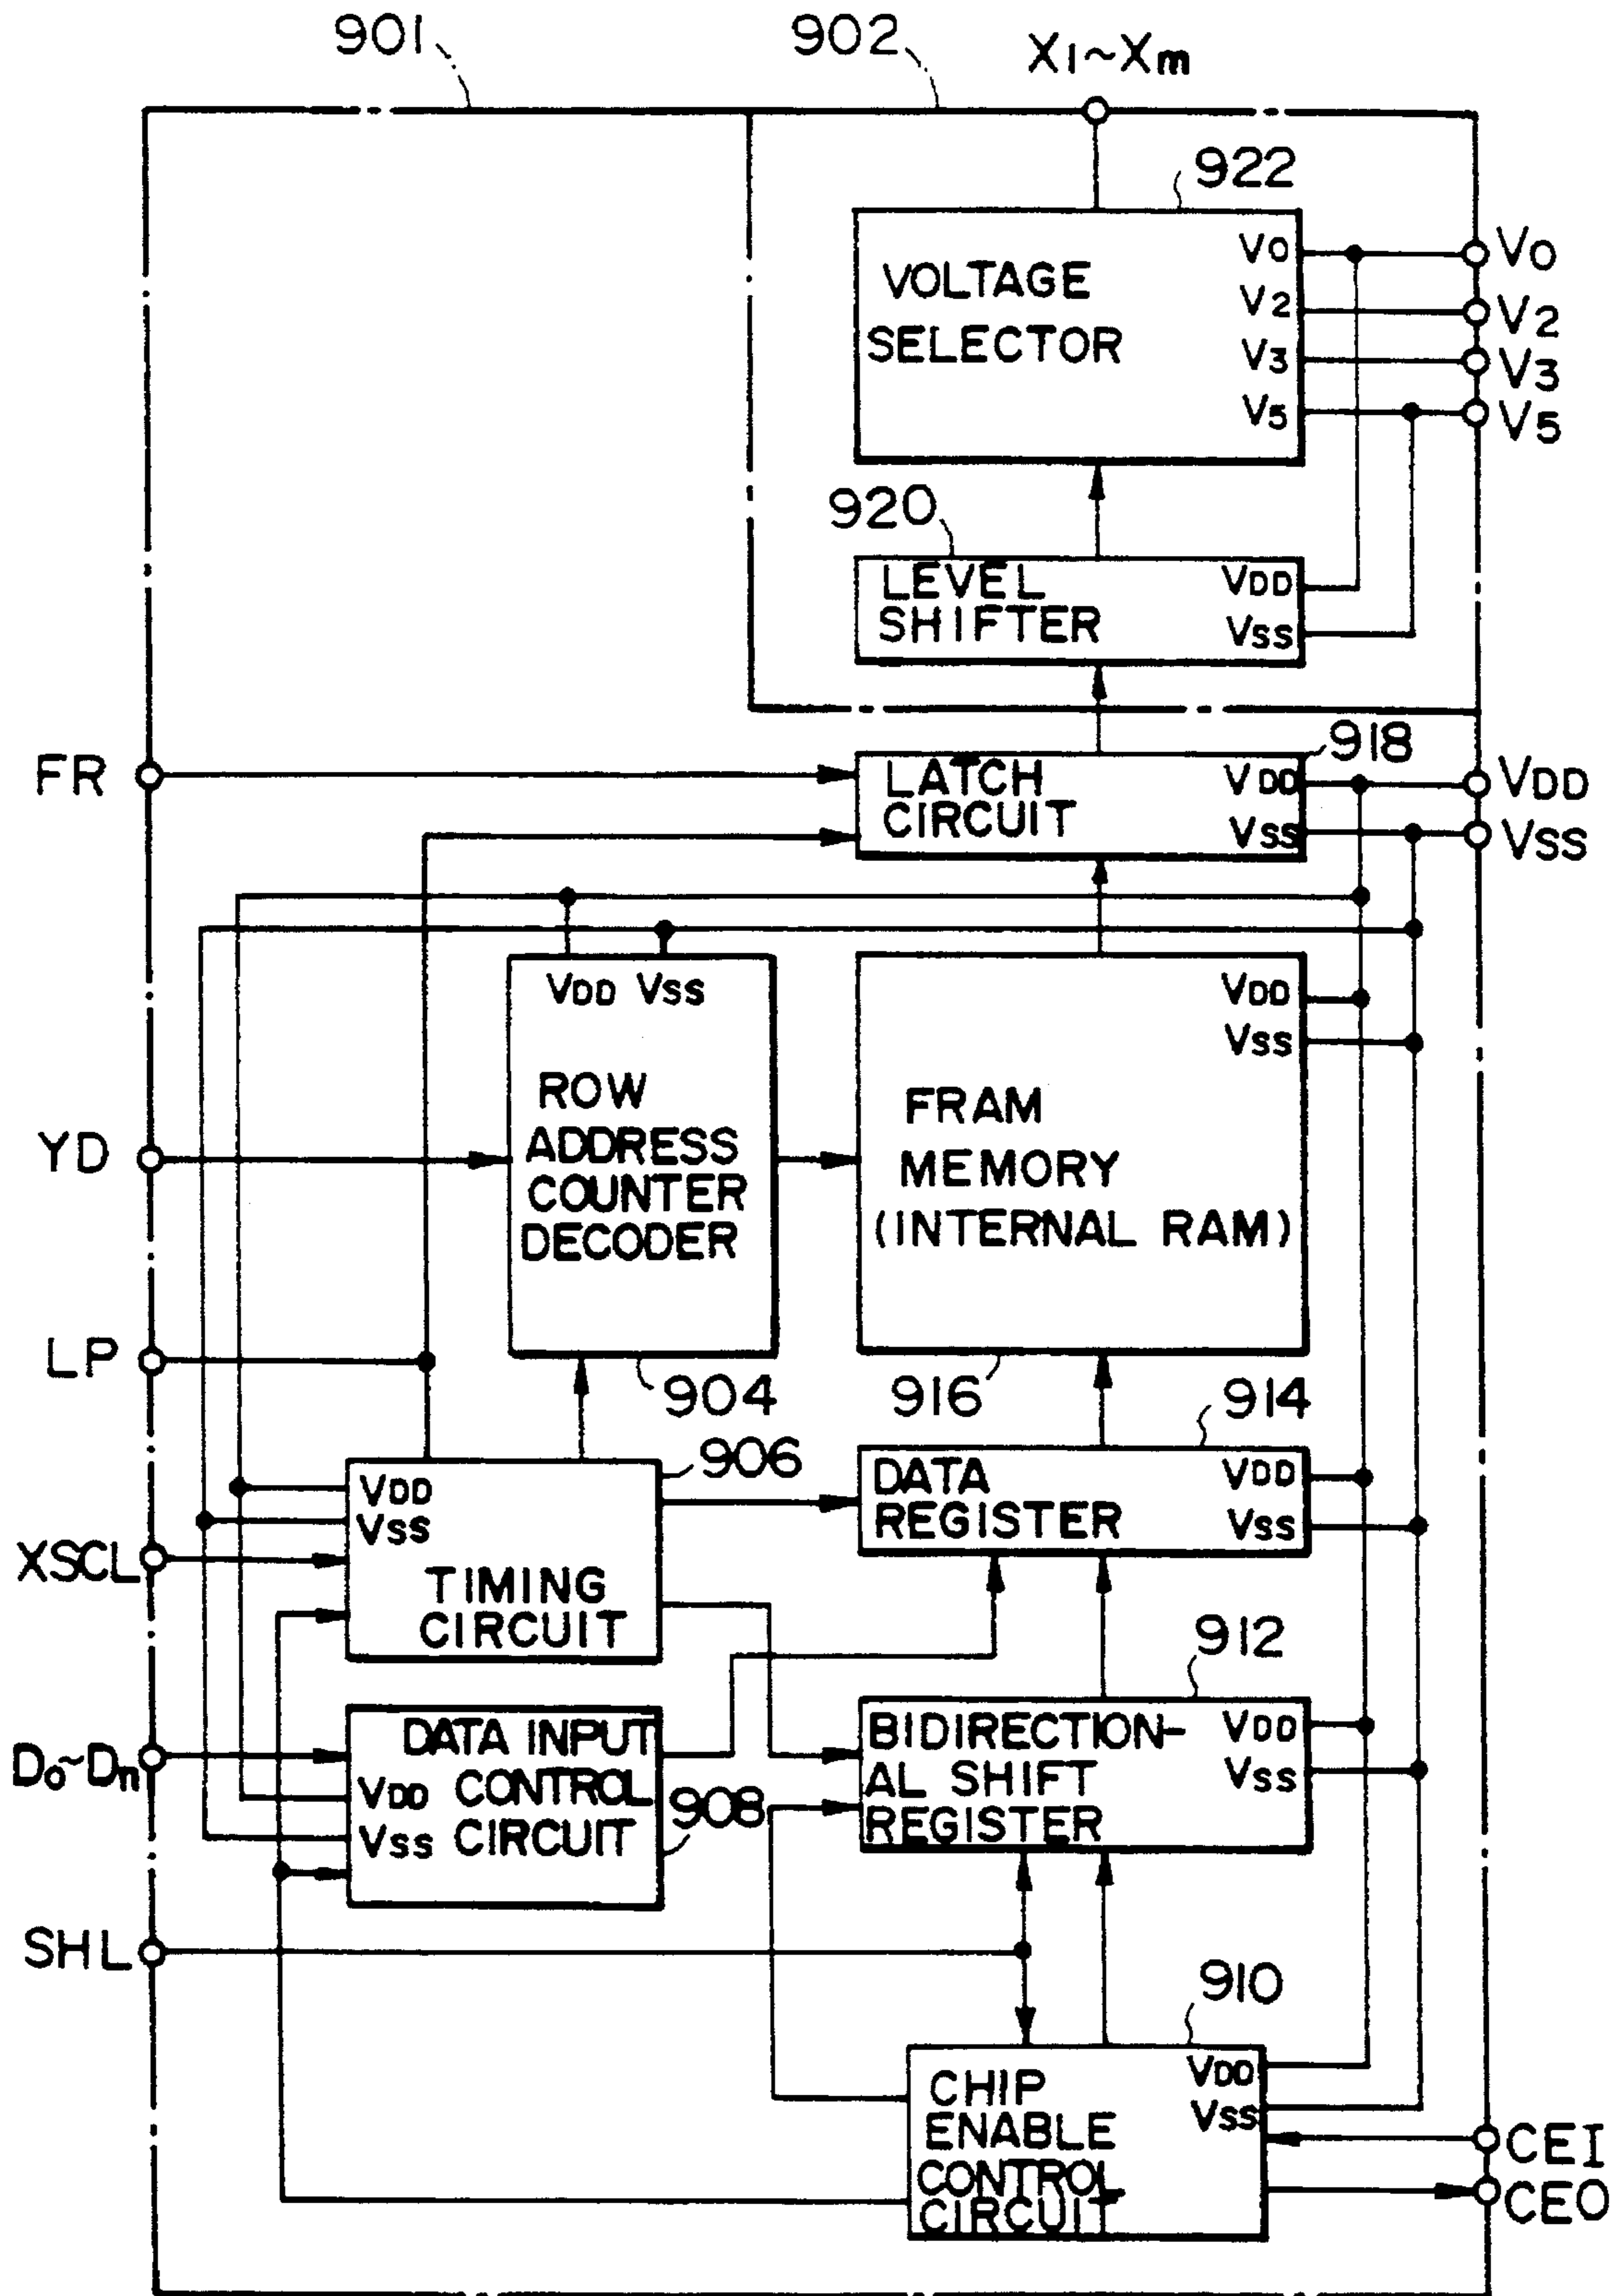 901
902
X1~Xm
922
VOLTAGE
SELECTOR
V0
V2
V3
V5
V0
V2
V3
V5
920
LEVEL
SHIFTER
VDD
VSS
918
FR
LATCH
CIRCUIT
VDD
VSS
VDD
VSS
VDD VSS
ROW
ADDRESS
COUNTER
DECODER
904
YD
FRAM
MEMORY
(INTERNAL RAM)
VDD
VSS
916
LP
914
906
DATA
REGISTER
VDD
VSS
VDD
VSS
TIMING
CIRCUIT
XSCL
912
DATA INPUT
CONTROL
CIRCUIT
VDD
VSS
908
D0~Dn
BIDIRECTION-
AL SHIFT
REGISTER
VDD
VSS
SHL
910
CHIP
ENABLE
CONTROL
CIRCUIT
VDD
VSS
CEI
CEO